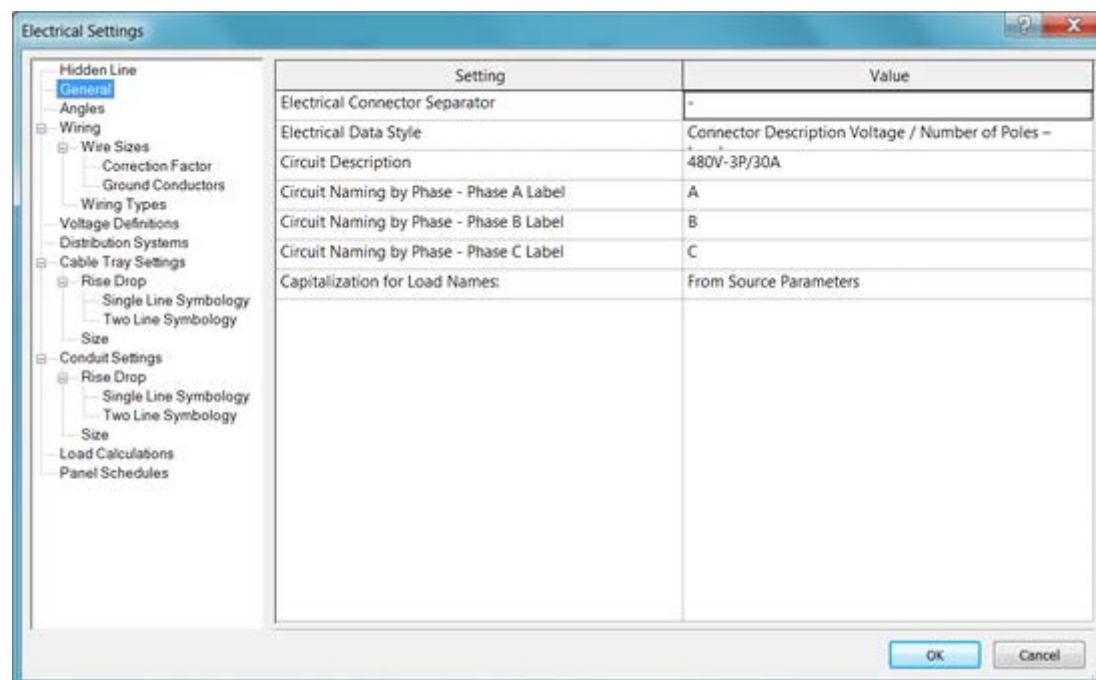 Electrical Settings
Hidden Line
General
Angles
Wiring
Wire Sizes
Correction Factor
Ground Conductors
Wiring Types
Voltage Definitions
Distribution Systems
Cable Tray Settings
Rise Drop
Single Line Symbology
Two Line Symbology
Size
Conduit Settings
Rise Drop
Single Line Symbology
Two Line Symbology
Size
Load Calculations
Panel Schedules
Setting Value
Electrical Connector Separator -
Electrical Data Style Connector Description Voltage / Number of Poles –
Circuit Description 480V-3P/30A
Circuit Naming by Phase - Phase A Label A
Circuit Naming by Phase - Phase B Label B
Circuit Naming by Phase - Phase C Label C
Capitalization for Load Names: From Source Parameters
OK Cancel